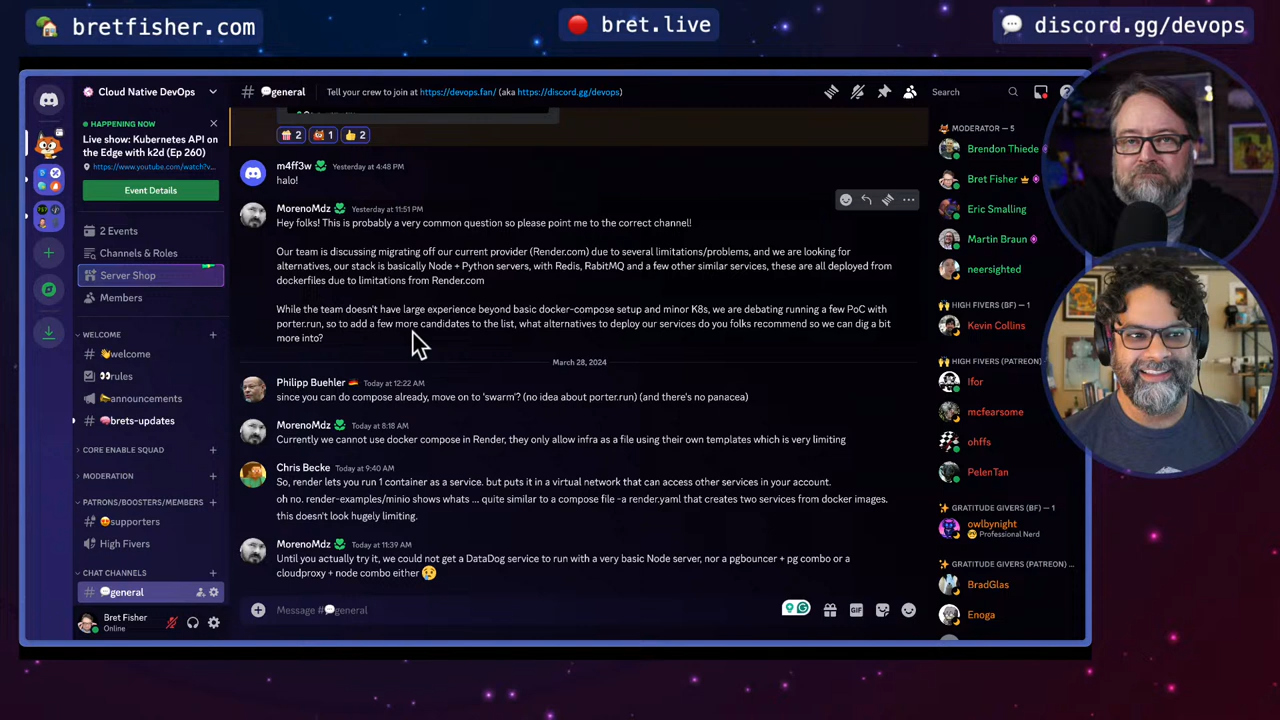 bretfisher.com
bret.live
discord.gg/devops
Cloud Native DevOps
# general
Tell your crew to join at https://devops.fan/ (aka https://discord.gg/devops)
Search
HAPPENING NOW
Live show: Kubernetes API on
the Edge with k2d (Ep 260)
https://www.youtube.com/watch?v...
Event Details
2 Events
Channels & Roles
Server Shop
Members
WELCOME
welcome
rules
announcements
brets-updates
CORE ENABLE SQUAD
MODERATION
PATRONS/BOOSTERS/MEMBERS
supporters
High Fivers
CHAT CHANNELS
general
Bret Fisher
Online
2 1 2
m4ff3w Yesterday at 4:48 PM
halo!
MorenoMdz Yesterday at 11:51 PM
Hey folks! This is probably a very common question so please point me to the correct channel!
Our team is discussing migrating off our current provider (Render.com) due to several limitations/problems, and we are looking for
alternatives, our stack is basically Node + Python servers, with Redis, RabitMQ and a few other similar services, these are all deployed from
dockerfiles due to limitations from Render.com
While the team doesn't have large experience beyond basic docker-compose setup and minor K8s, we are debating running a few PoC with
porter.run, so to add a few more candidates to the list, what alternatives to deploy our services do you folks recommend so we can dig a bit
more into?
March 28, 2024
Philipp Buehler Today at 12:22 AM
since you can do compose already, move on to 'swarm'? (no idea about porter.run) (and there's no panacea)
MorenoMdz Today at 8:18 AM
Currently we cannot use docker compose in Render, they only allow infra as a file using their own templates which is very limiting
Chris Becke Today at 9:40 AM
So, render lets you run 1 container as a service. but puts it in a virtual network that can access other services in your account.
oh no. render-examples/minio shows whats ... quite similar to a compose file -a render.yaml that creates two services from docker images.
this doesn't look hugely limiting.
MorenoMdz Today at 11:39 AM
Until you actually try it, we could not get a DataDog service to run with a very basic Node server, nor a pgbouncer + pg combo or a
cloudproxy + node combo either
Message # general
GIF
MODERATOR — 5
Brendon Thiede
Bret Fisher
Eric Smalling
Martin Braun
neersighted
HIGH FIVERS (BF) — 1
Kevin Collins
HIGH FIVERS (PATREON) —
Ifor
mcfearsome
ohffs
PelenTan
GRATITUDE GIVERS (BF) — 1
owlbynight
Professional Nerd
GRATITUDE GIVERS (PATREON) ...
BradGlas
Enoga